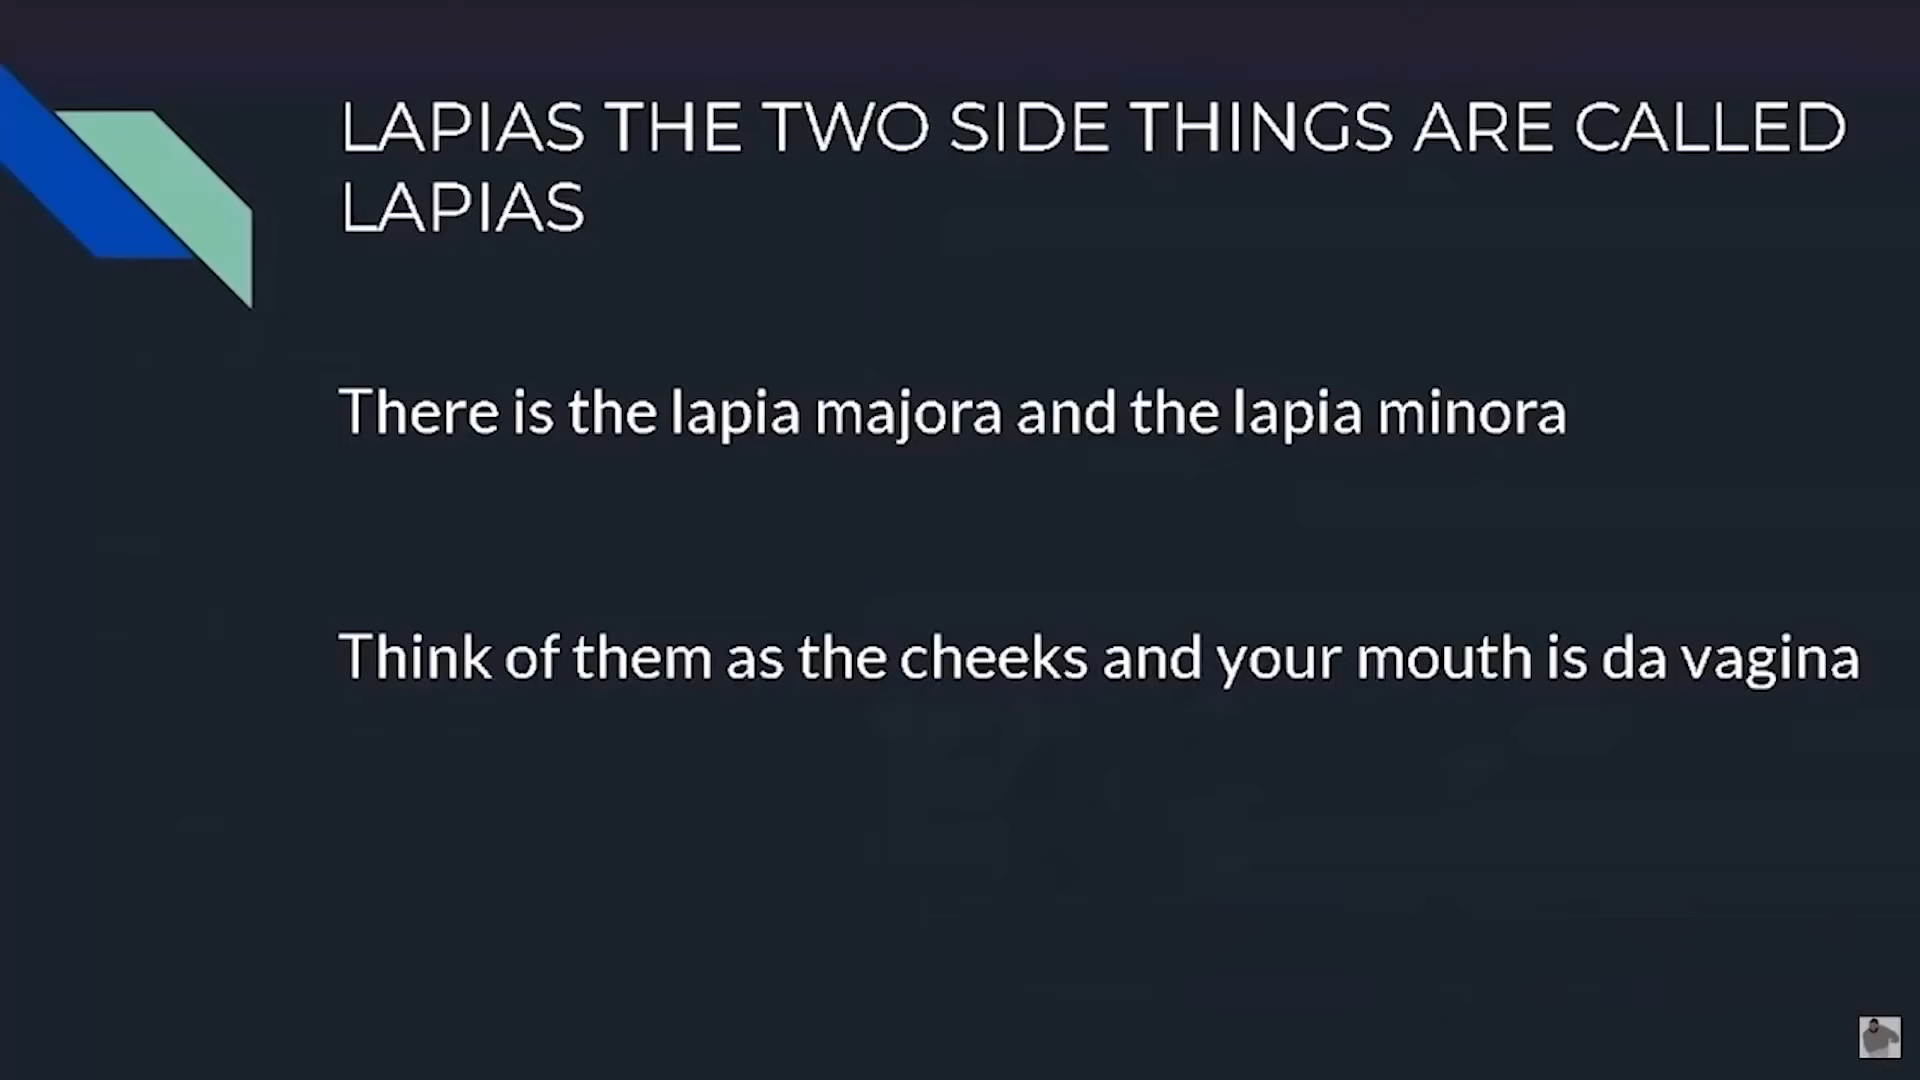 LAPIAS THE TWO SIDE THINGS ARE CALLED
LAPIAS
There is the lapia majora and the lapia minora
Think of them as the cheeks and your mouth is da vagina